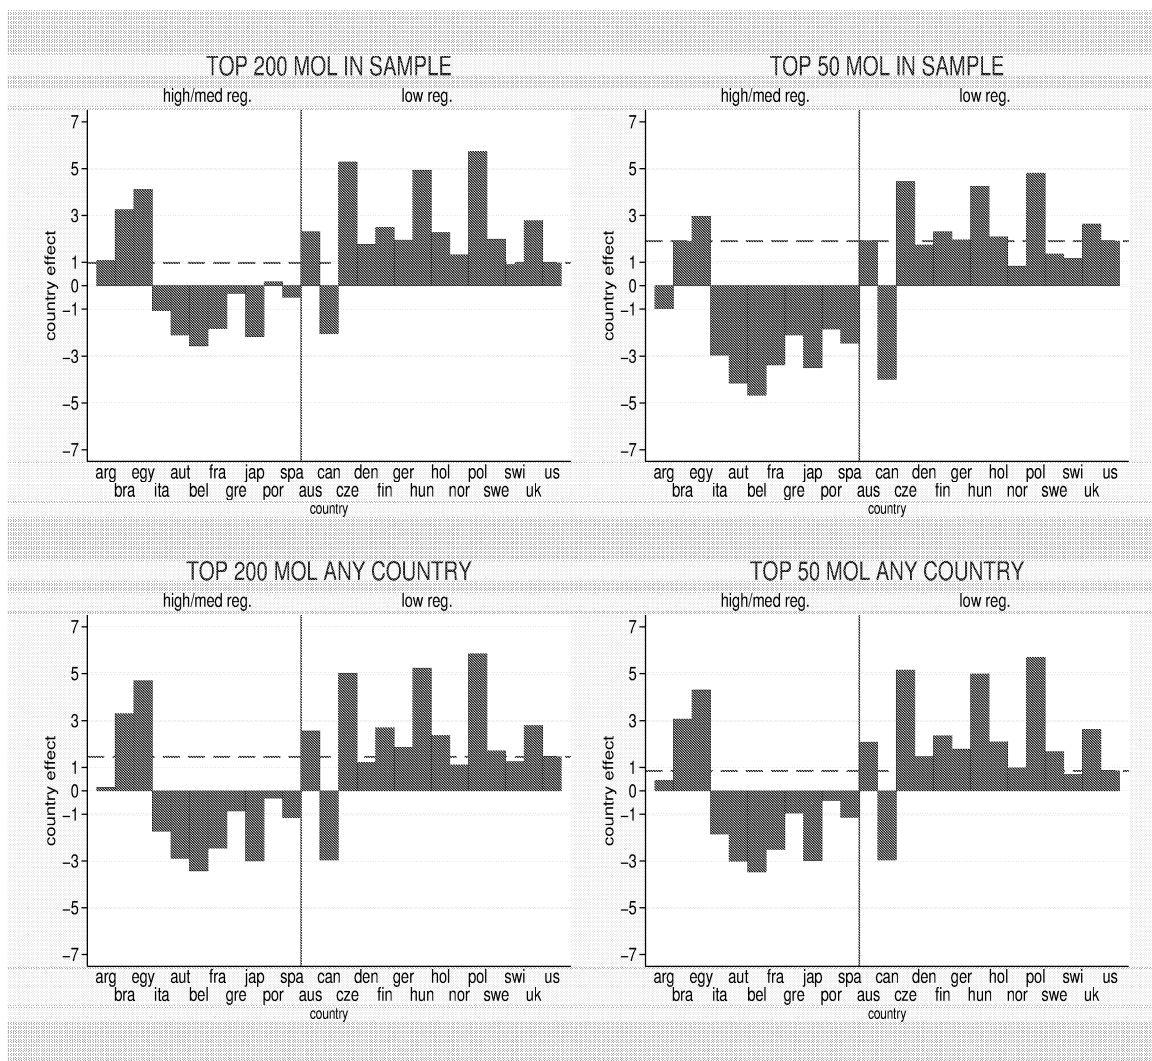 TOP 200 MOL IN SAMPLE
high/med reg. low reg.
country effect
7
5
3
1
0
−1
−3
−5
−7
arg egy aut fra jap spa can den ger hol pol swi us
bra ita bel gre por aus cze fin hun nor swe uk
country
TOP 50 MOL IN SAMPLE
high/med reg. low reg.
country effect
7
5
3
1
0
−1
−3
−5
−7
arg egy aut fra jap spa can den ger hol pol swi us
bra ita bel gre por aus cze fin hun nor swe uk
country
TOP 200 MOL ANY COUNTRY
high/med reg. low reg.
country effect
7
5
3
1
0
−1
−3
−5
−7
arg egy aut fra jap spa can den ger hol pol swi us
bra ita bel gre por aus cze fin hun nor swe uk
country
TOP 50 MOL ANY COUNTRY
high/med reg. low reg.
country effect
7
5
3
1
0
−1
−3
−5
−7
arg egy aut fra jap spa can den ger hol pol swi us
bra ita bel gre por aus cze fin hun nor swe uk
country